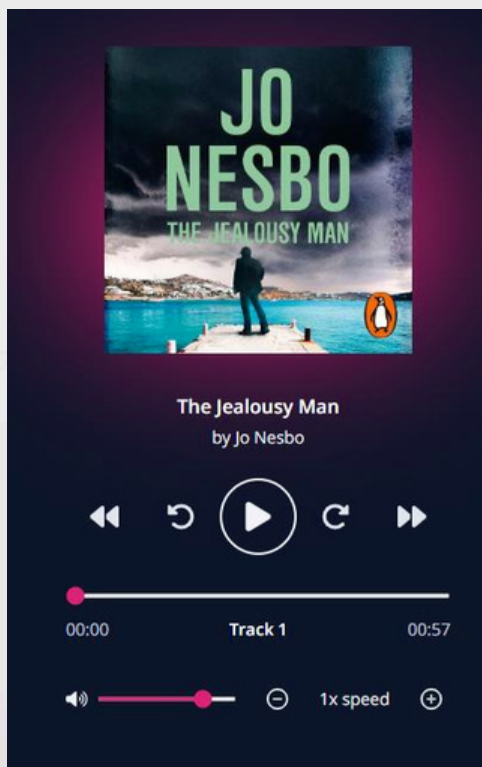 JO
NESBO
THE JEALOUSY MAN
The Jealousy Man
by Jo Nesbo
00:00 Track 1 00:57
1x speed